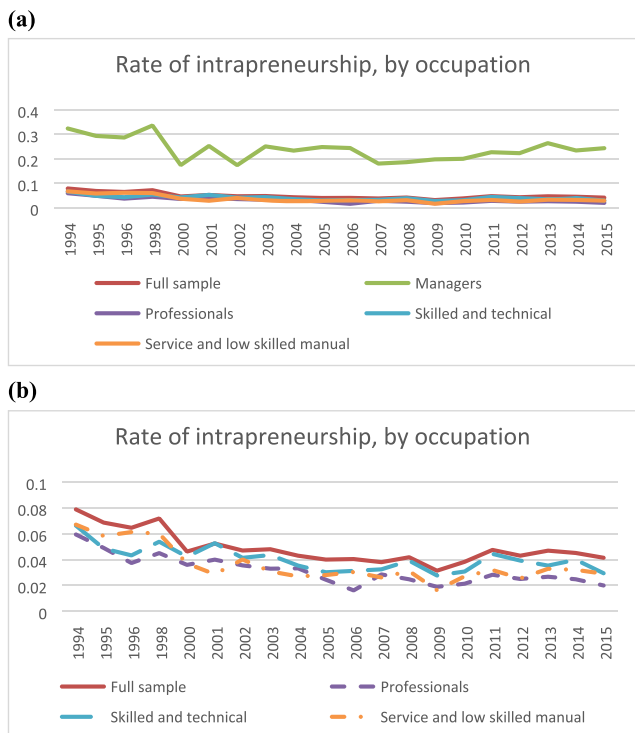 (a)
Rate of intrapreneurship, by occupation
0.4
0.3
0.2
0.1
0
1994 1995 1996 1998 2000 2001 2002 2003 2004 2005 2006 2007 2008 2009 2010 2011 2012 2013 2014 2015
Full sample Managers
Professionals Skilled and technical
Service and low skilled manual
(b)
Rate of intrapreneurship, by occupation
0.1
0.08
0.06
0.04
0.02
0
1994 1995 1996 1998 2000 2001 2002 2003 2004 2005 2006 2007 2008 2009 2010 2011 2012 2013 2014 2015
Full sample Professionals
Skilled and technical Service and low skilled manual